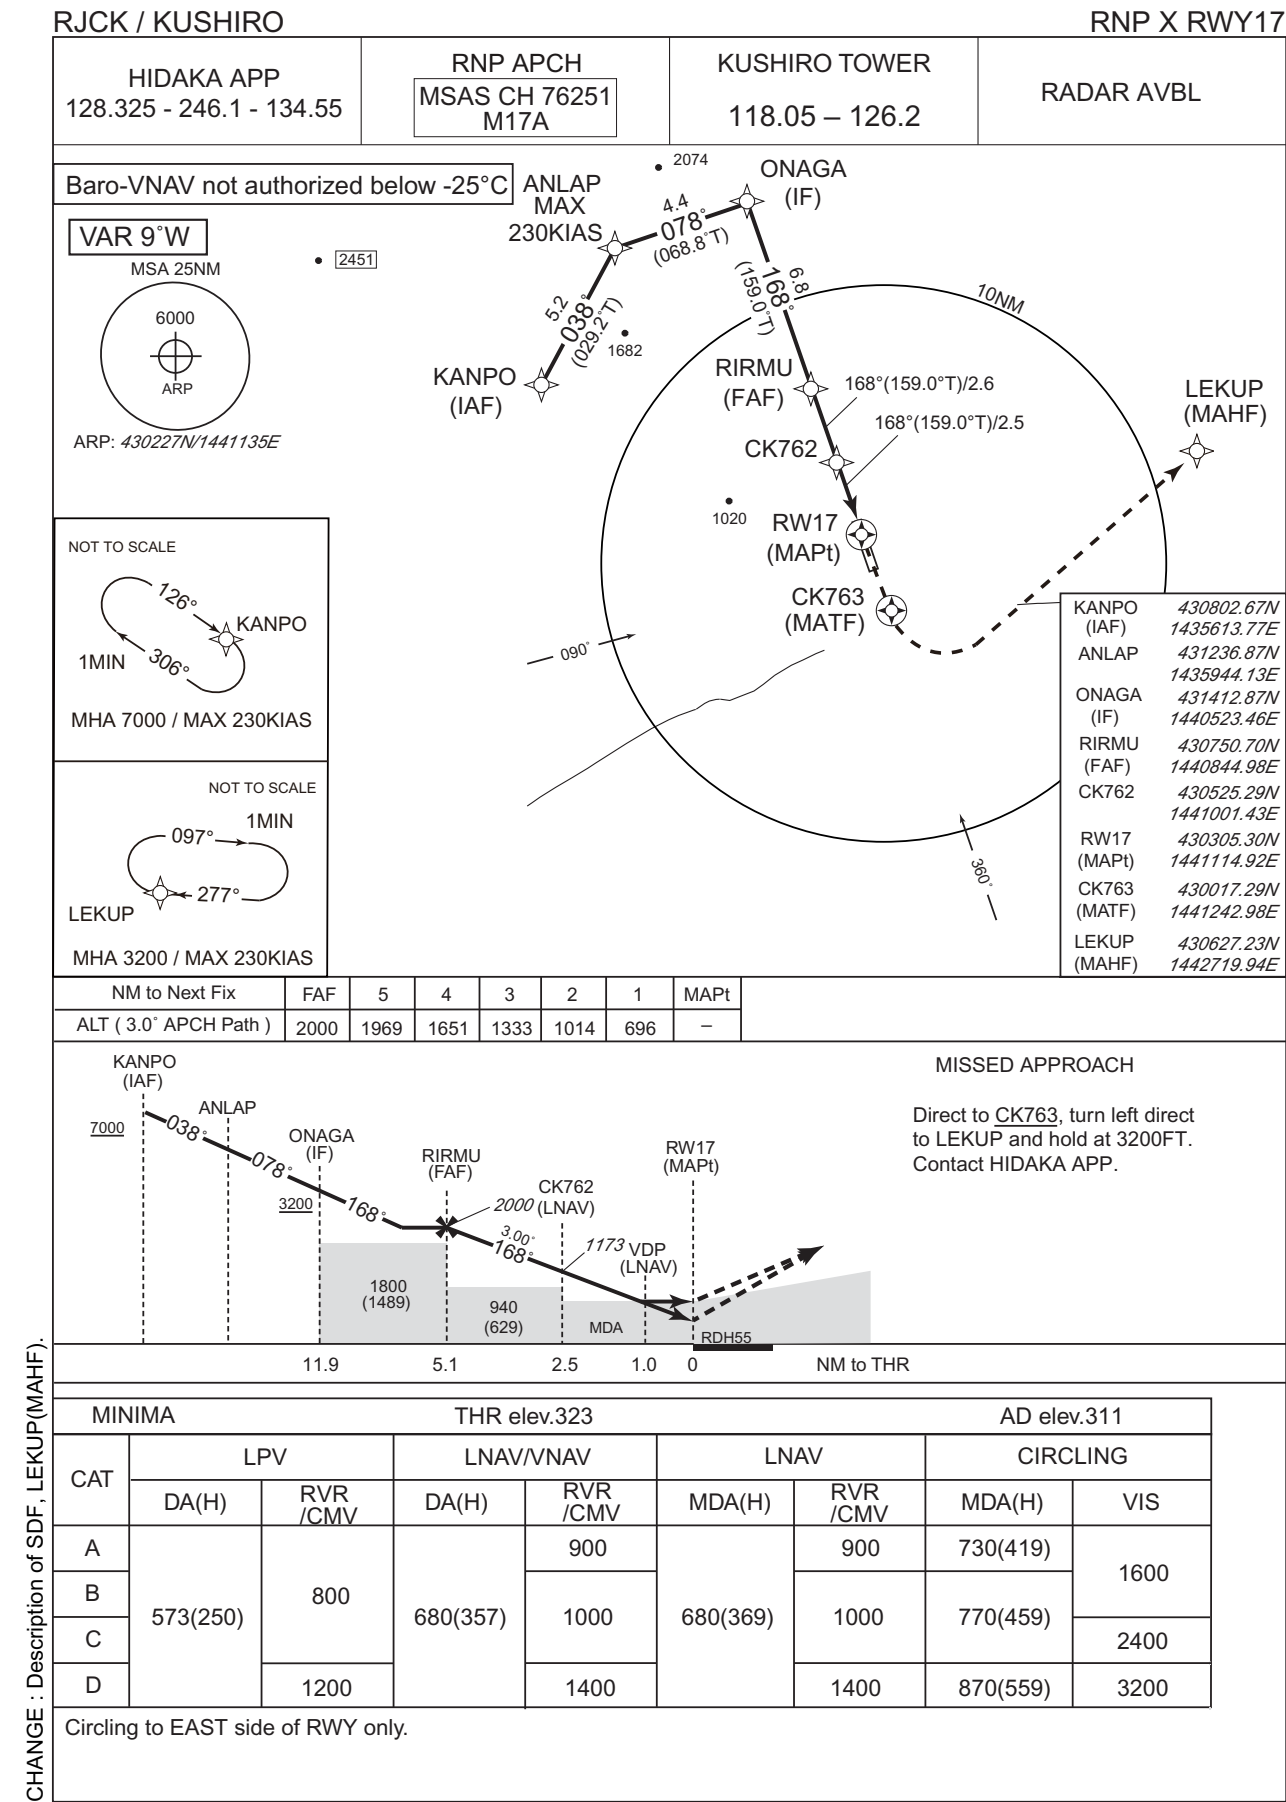 RJCK / KUSHIRO
RNP X RWY17
HIDAKA APP
128.325 - 246.1 - 134.55
RNP APCH
MSAS CH 76251
M17A
KUSHIRO TOWER
118.05 – 126.2
RADAR AVBL
Baro-VNAV not authorized below -25°C
VAR 9°W
MSA 25NM
6000
ARP
ARP: 430227N/1441135E
2451
2074
ANLAP
MAX
230KIAS
ONAGA
(IF)
4.4
078°
(068.8°T)
5.2
038°
(029.2°T)
1682
KANPO
(IAF)
6.8
168°
(159.0°T)
10NM
RIRMU
(FAF)
168°(159.0°T)/2.6
168°(159.0°T)/2.5
CK762
LEKUP
(MAHF)
1020
RW17
(MAPt)
CK763
(MATF)
090°
360°
NOT TO SCALE
126°
KANPO
1MIN
306°
MHA 7000 / MAX 230KIAS
NOT TO SCALE
1MIN
097°
277°
LEKUP
MHA 3200 / MAX 230KIAS
KANPO 430802.67N
(IAF) 1435613.77E
ANLAP 431236.87N
1435944.13E
ONAGA 431412.87N
(IF) 1440523.46E
RIRMU 430750.70N
(FAF) 1440844.98E
CK762 430525.29N
1441001.43E
RW17 430305.30N
(MAPt) 1441114.92E
CK763 430017.29N
(MATF) 1441242.98E
LEKUP 430627.23N
(MAHF) 1442719.94E
NM to Next Fix FAF 5 4 3 2 1 MAPt
ALT ( 3.0° APCH Path ) 2000 1969 1651 1333 1014 696 –
KANPO
(IAF)
7000
038°
ANLAP
078°
ONAGA
(IF)
3200
168°
RIRMU
(FAF)
2000
CK762
(LNAV)
3.00°
168°
1173
VDP
(LNAV)
RW17
(MAPt)
1800
(1489)
940
(629)
MDA
RDH55
11.9 5.1 2.5 1.0 0 NM to THR
MISSED APPROACH
Direct to CK763, turn left direct
to LEKUP and hold at 3200FT.
Contact HIDAKA APP.
MINIMA THR elev.323 AD elev.311
CAT LPV LNAV/VNAV LNAV CIRCLING
DA(H) RVR /CMV DA(H) RVR /CMV MDA(H) RVR /CMV MDA(H) VIS
A 900 900 730(419)
1600
B
800
573(250) 680(357) 1000 680(369) 1000 770(459)
C 2400
D 1200 1400 1400 870(559) 3200
Circling to EAST side of RWY only.
CHANGE : Description of SDF, LEKUP(MAHF).